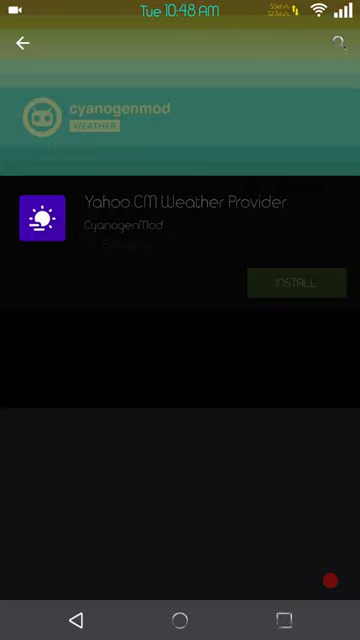 Tue 10:48 AM
cyanogenmod
WEATHER
Yahoo CM Weather Provider
CyanogenMod
INSTALL